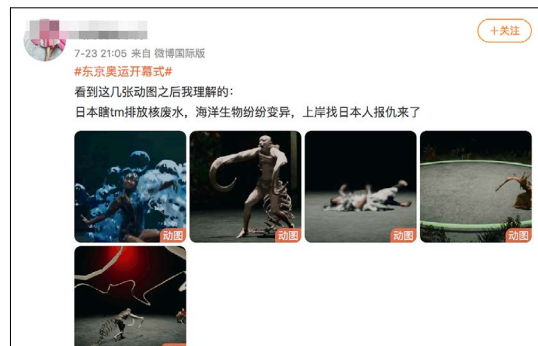 +关注
7-23 21:05 来自 微博国际版
#东京奥运开幕式#
看到这几张动图之后我理解的：
日本瞎tm排放核废水，海洋生物纷纷变异，上岸找日本人报仇来了
动图
动图
动图
动图
动图